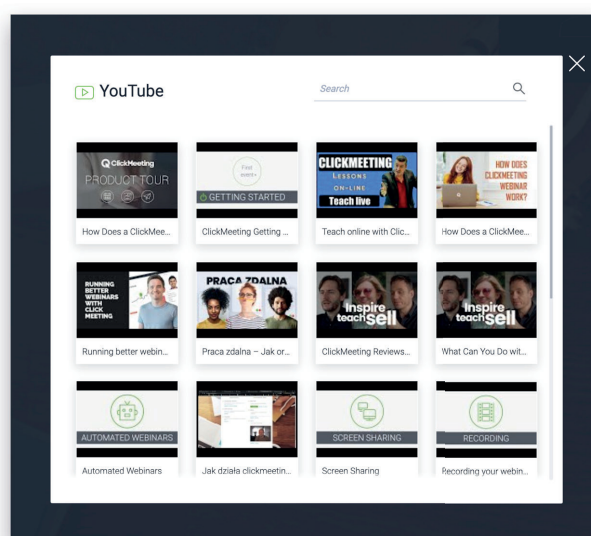 YouTube
Search
ClickMeeting
PRODUCT TOUR
How Does a ClickMee...
First
event+
GETTING STARTED
ClickMeeting Getting ...
CLICKMEETING
LESSONS
ON-LINE
Teach live
Teach online with Clic...
HOW DOES
CLICKMEETING
WEBINAR
WORK?
How Does a ClickMee...
RUNNING
BETTER
WEBINARS
WITH
CLICK
MEETING
Running better webin...
PRACA ZDALNA
Praca zdalna – Jak or...
Inspire
teach sell
ClickMeeting Reviews...
Inspire
teach sell
What Can You Do wit...
AUTOMATED WEBINARS
Automated Webinars
Jak działa clickmeetin...
SCREEN SHARING
Screen Sharing
RECORDING
Recording your webin...